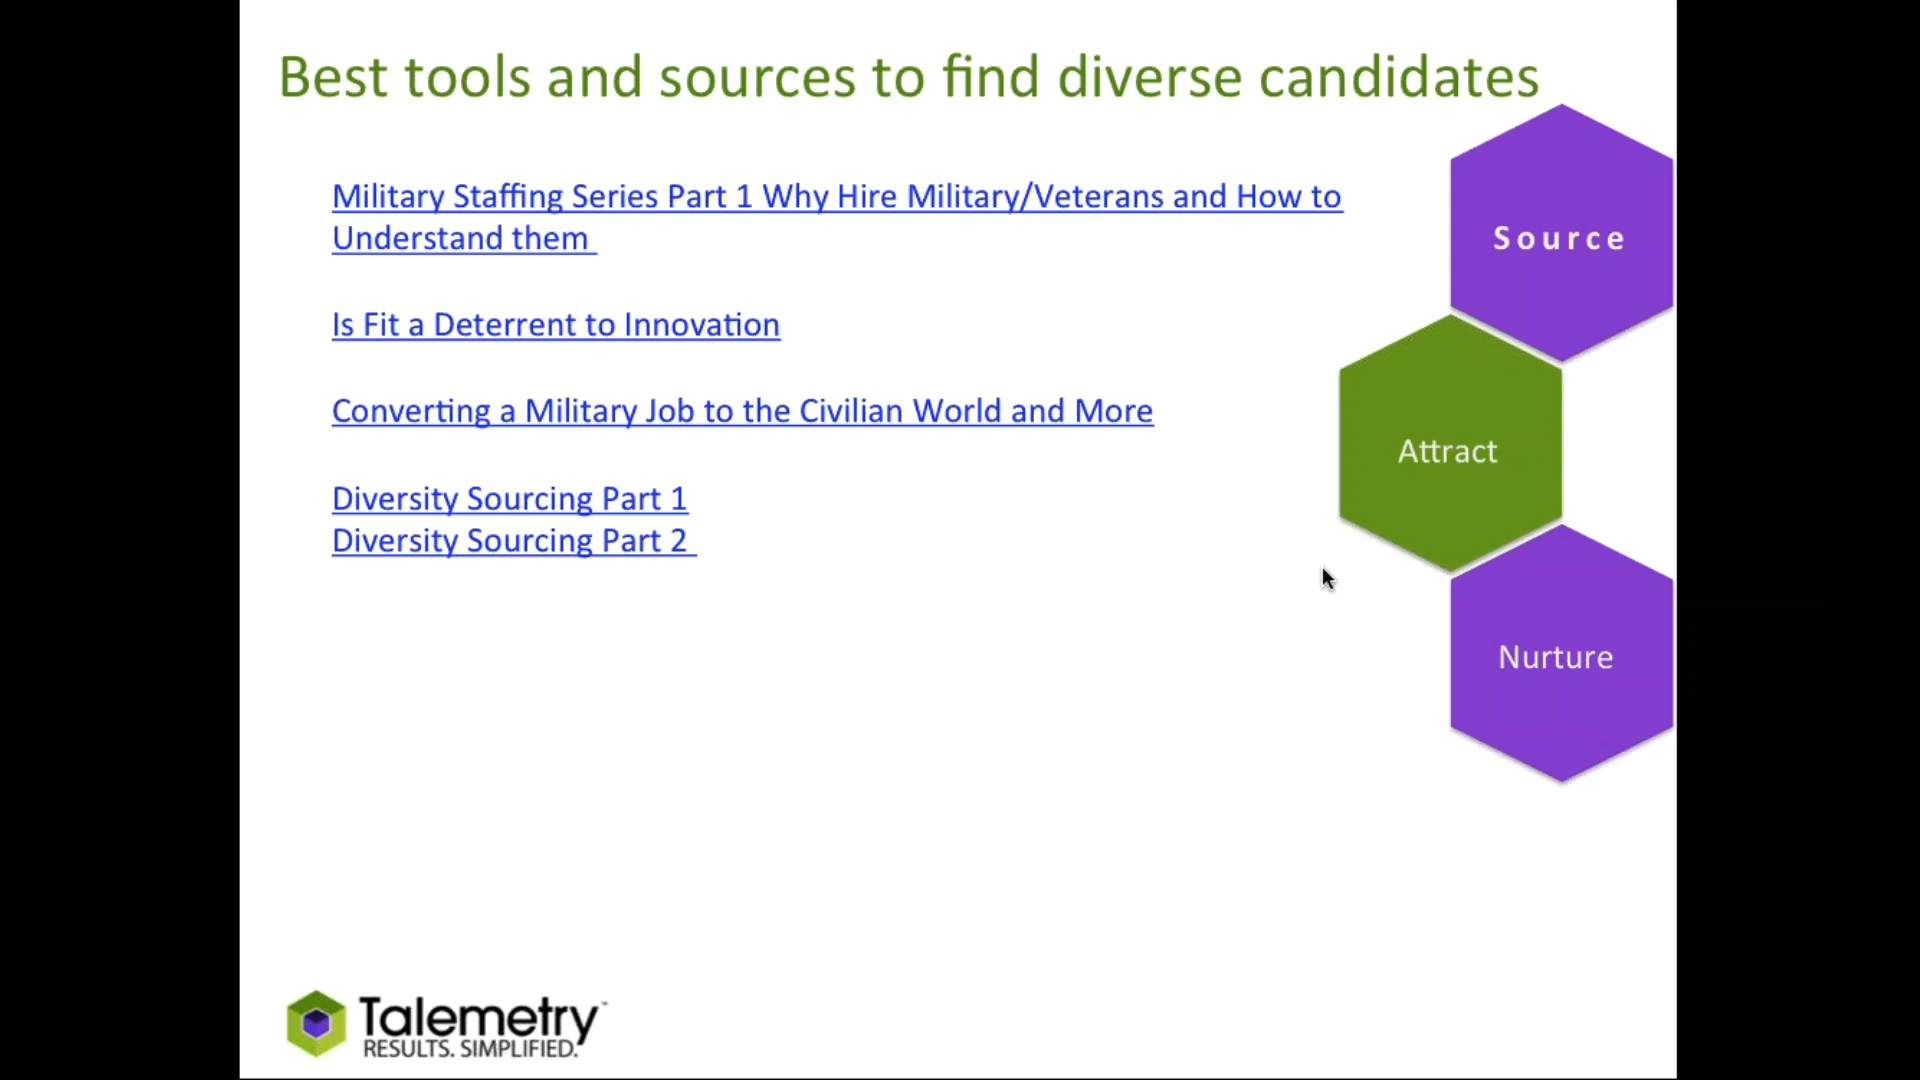 Best tools and sources to find diverse candidates
Military Staffing Series Part 1 Why Hire Military/Veterans and How to
Understand them
Is Fit a Deterrent to Innovation
Converting a Military Job to the Civilian World and More
Diversity Sourcing Part 1
Diversity Sourcing Part 2
Source
Attract
Nurture
Talemetry™
RESULTS. SIMPLIFIED.